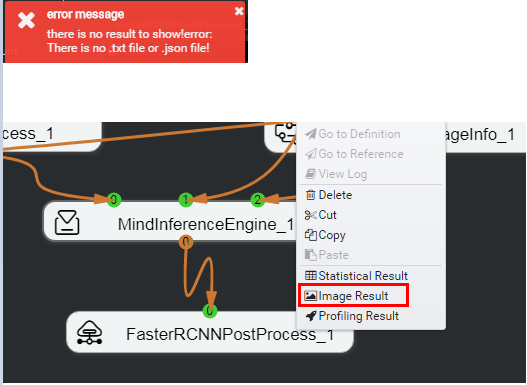 error message
there is no result to show!error:
There is no .txt file or .json file!
cess_1
Go to Definition
ageInfo_1
Go to Reference
View Log
Delete
0
1
2
Cut
MindInferenceEngine_1
Copy
0
Paste
Statistical Result
Image Result
0
Profiling Result
FasterRCNNPostProcess_1